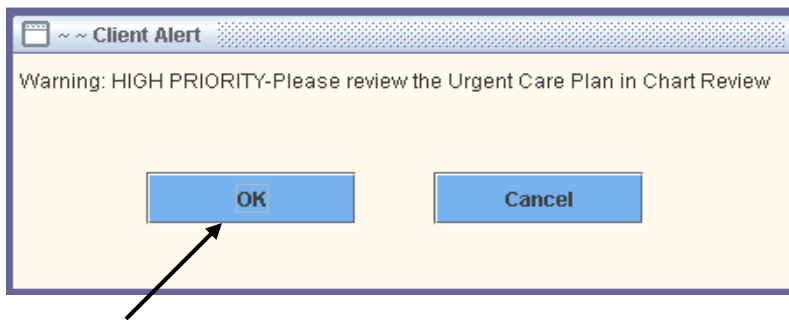 ~ ~ Client Alert
Warning: HIGH PRIORITY-Please review the Urgent Care Plan in Chart Review
OK
Cancel